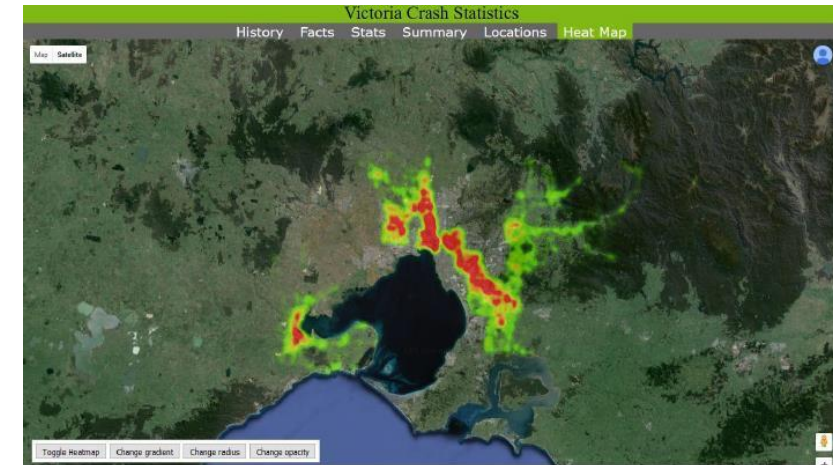 Victoria Crash Statistics
History Facts Stats Summary Locations Heat Map
Map Satellite
Toggle Heatmap Change gradient Change radius Change opacity